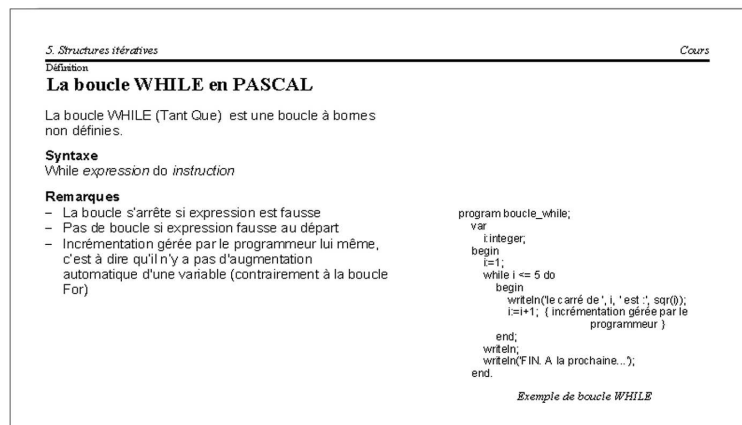 5. Structures itératives
Cours
Définition
La boucle WHILE en PASCAL
La boucle WHILE (Tant Que) est une boucle à bornes
non définies.
Syntaxe
While expression do instruction
Remarques
– La boucle s'arrête si expression est fausse
– Pas de boucle si expression fausse au départ
– Incrémentation gérée par le programmeur lui même,
c'est à dire qu'il n'y a pas d'augmentation
automatique d'une variable (contrairement à la boucle
For)
program boucle_while;
var
i:integer;
begin
i:=1;
while i <= 5 do
begin
writeln('le carré de ', i, ' est :', sqr(i));
i:=i+1; { incrémentation gérée par le
programmeur }
end;
writeln;
writeln('FIN. A la prochaine...');
end.
Exemple de boucle WHILE